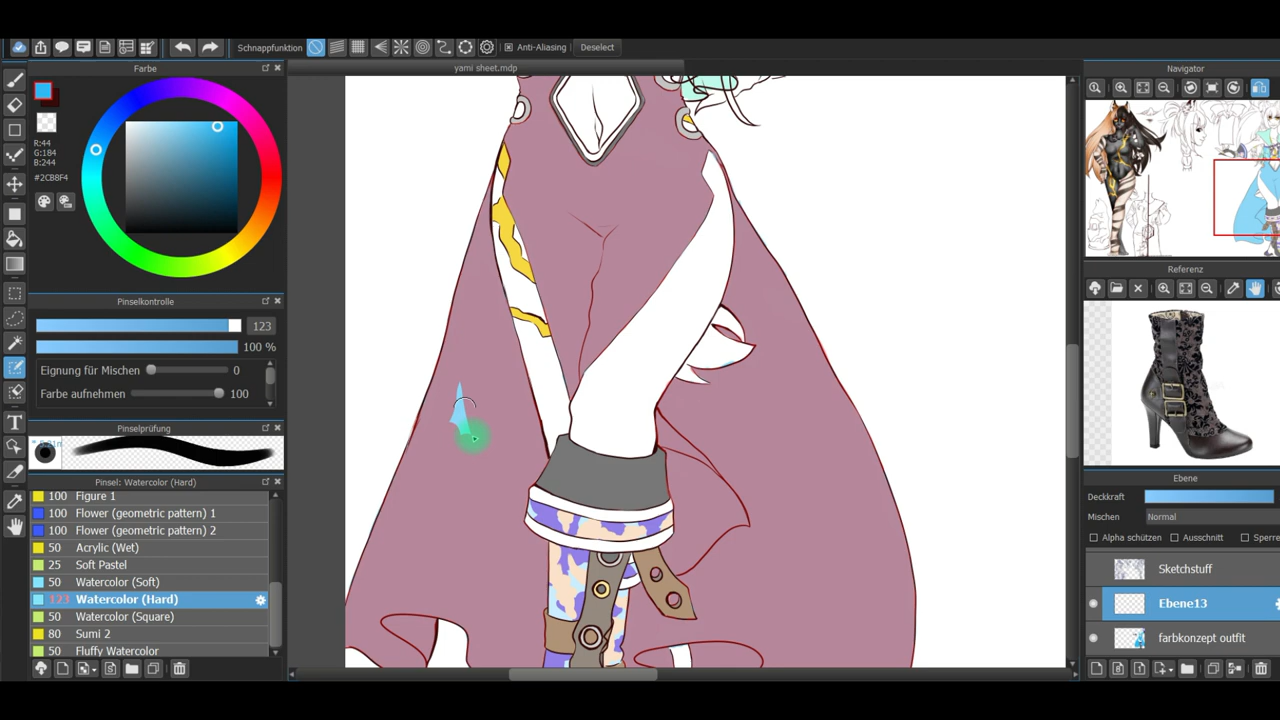 Schnappfunktion
Anti-Aliasing
Deselect
Farbe
yami sheet.mdp
Navigator
R:44
G:184
B:244
#2CB8F4
Referenz
Pinselkontrolle
123
100 %
Eignung für Mischen 0
Farbe aufnehmen 100
Pinselprüfung
Pinsel: Watercolor (Hard)
100 Figure 1
100 Flower (geometric pattern) 1
100 Flower (geometric pattern) 2
50 Acrylic (Wet)
25 Soft Pastel
50 Watercolor (Soft)
123 Watercolor (Hard)
50 Watercolor (Square)
80 Sumi 2
50 Fluffy Watercolor
Ebene
Deckkraft
Mischen Normal
Alpha schützen Ausschnitt Sperre
Sketchstuff
Ebene13
farbkonzept outfit